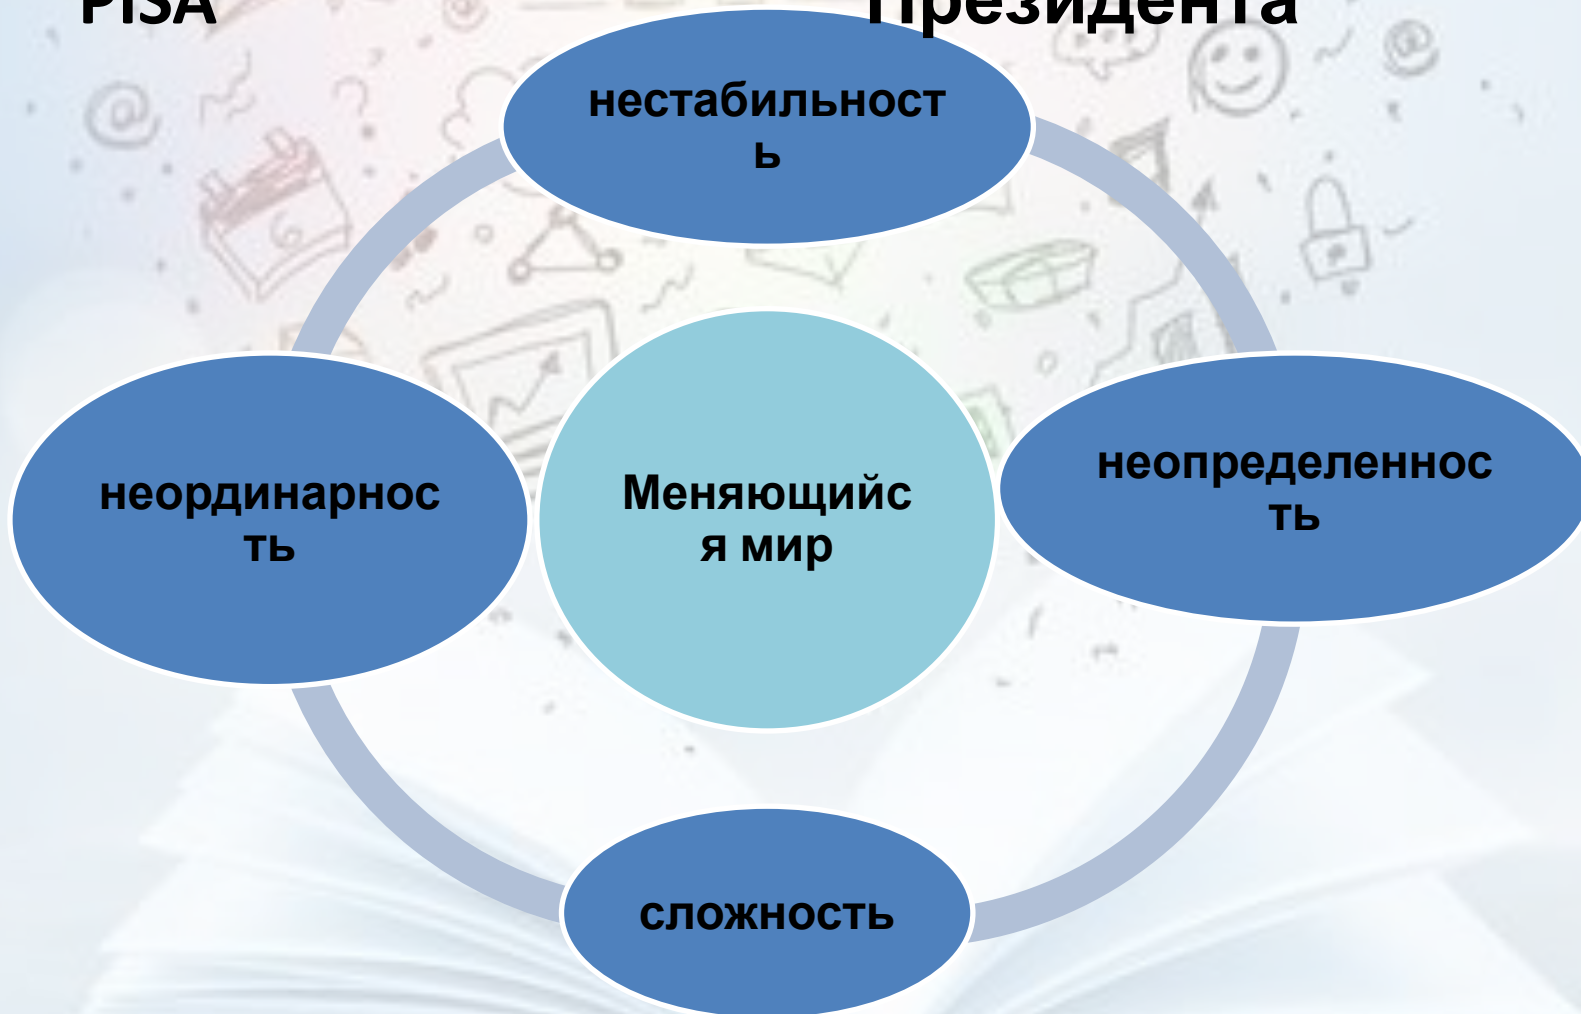 PISA Президента
нестабильност
ь
неопределеннос
ть
неординарнос
ть
Меняющийс
я мир
сложность